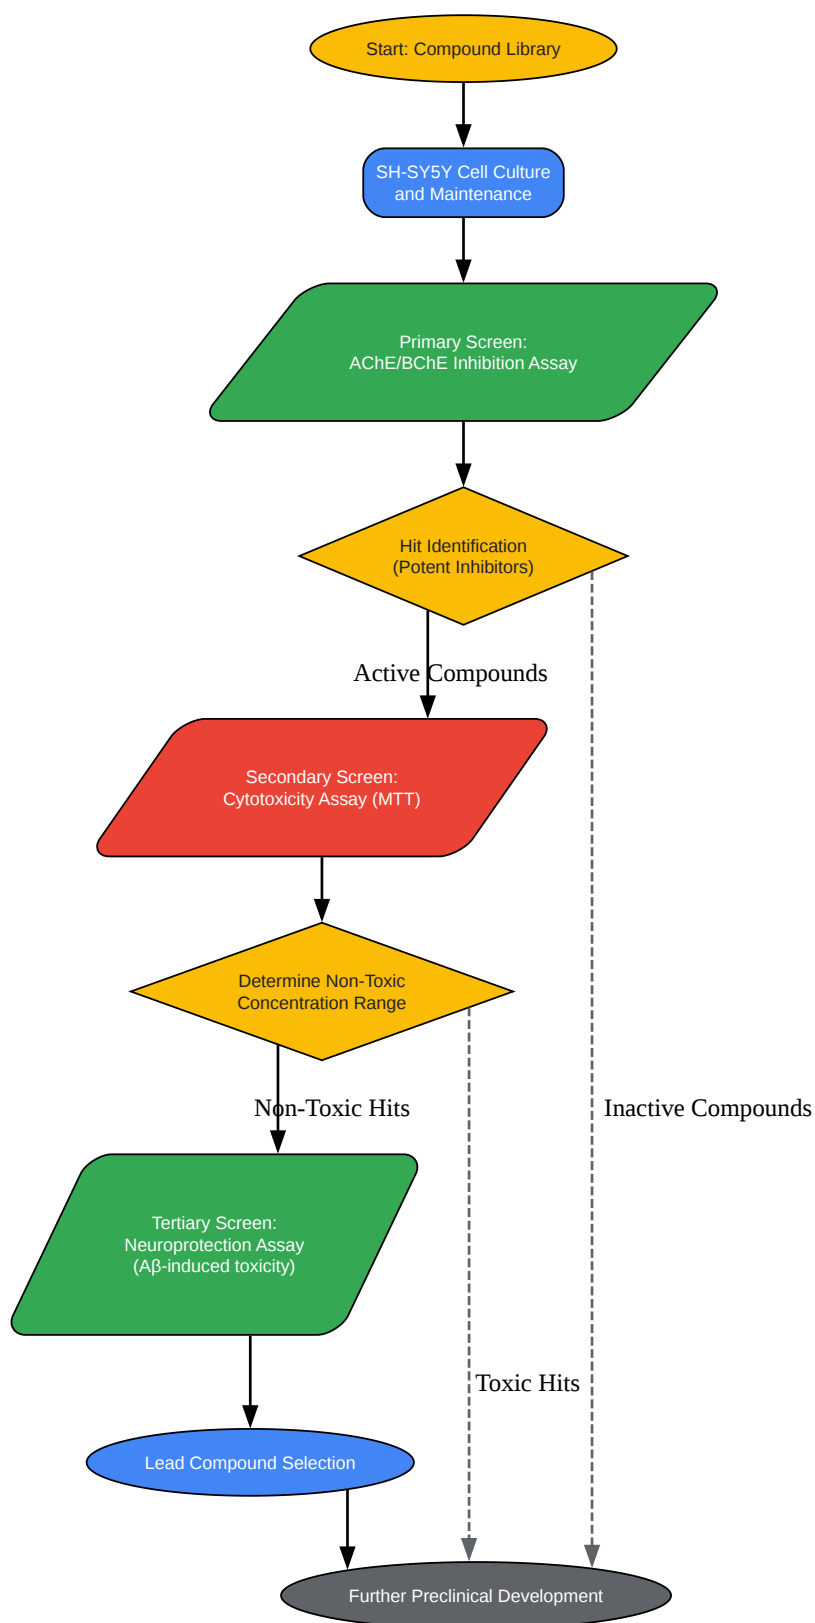 Start: Compound Library
SH-SY5Y Cell Culture
and Maintenance
Primary Screen:
AChE/BChE Inhibition Assay
Hit Identification
(Potent Inhibitors)
Active Compounds
Secondary Screen:
Cytotoxicity Assay (MTT)
Determine Non-Toxic
Concentration Range
Non-Toxic Hits
Inactive Compounds
Tertiary Screen:
Neuroprotection Assay
(Aβ-induced toxicity)
Toxic Hits
Lead Compound Selection
Further Preclinical Development